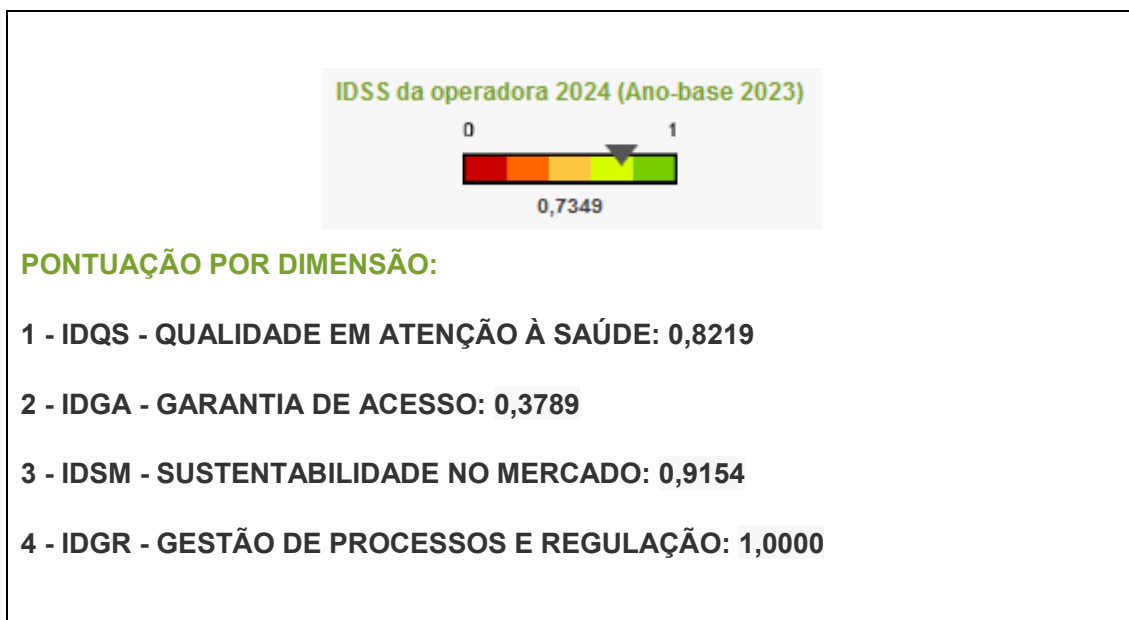 IDSS da operadora 2024 (Ano-base 2023)
0 1
0,7349
PONTUAÇÃO POR DIMENSÃO:
1 - IDQS - QUALIDADE EM ATENÇÃO À SAÚDE: 0,8219
2 - IDGA - GARANTIA DE ACESSO: 0,3789
3 - IDSM - SUSTENTABILIDADE NO MERCADO: 0,9154
4 - IDGR - GESTÃO DE PROCESSOS E REGULAÇÃO: 1,0000